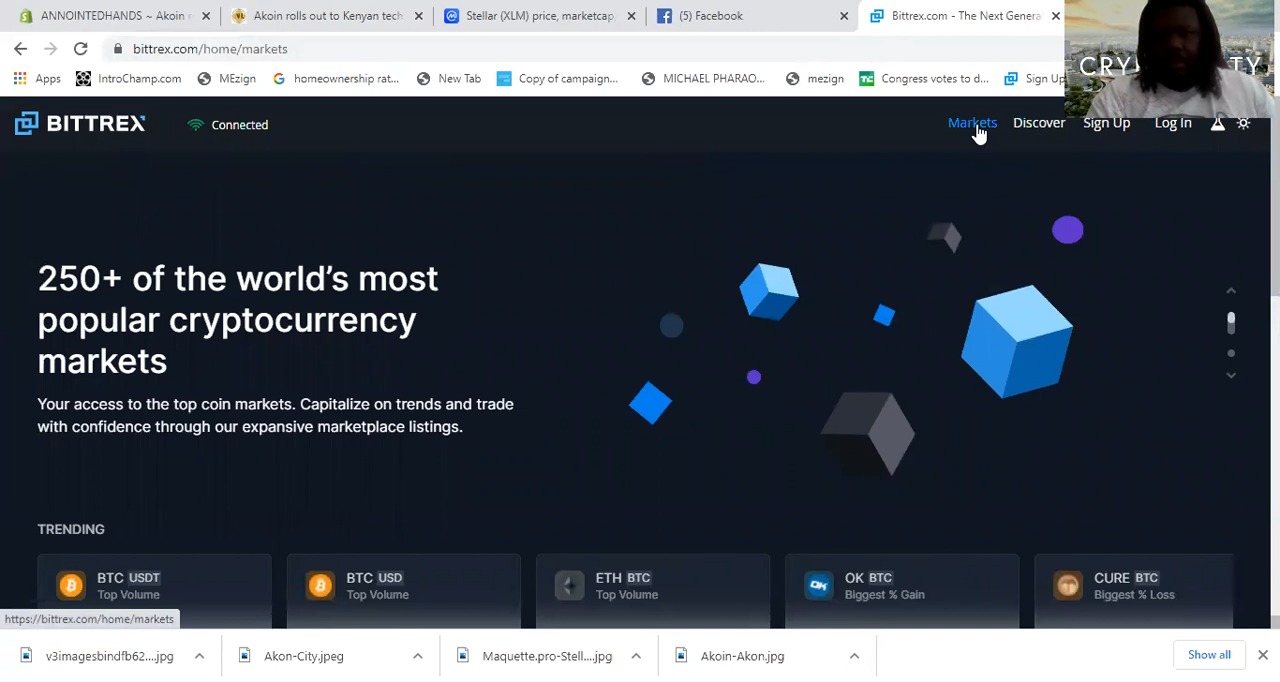 ANNOINTEDHANDS ~ Akoin r
Akoin rolls out to Kenyan tech
Stellar (XLM) price, marketcap,
(5) Facebook
Bittrex.com - The Next Genera
bittrex.com/home/markets
Apps
IntroChamp.com
MEzign
homeownership rat...
New Tab
Copy of campaign...
MICHAEL PHARAO...
mezign
Congress votes to d...
Sign Up
BITTREX
Connected
Markets
Discover
Sign Up
Log In
250+ of the world's most
popular cryptocurrency
markets
Your access to the top coin markets. Capitalize on trends and trade
with confidence through our expansive marketplace listings.
TRENDING
BTC USDT
Top Volume
BTC USD
Top Volume
ETH BTC
Top Volume
OK BTC
Biggest % Gain
CURE BTC
Biggest % Loss
https://bittrex.com/home/markets
v3imagesbindfb62....jpg
Akon-City.jpeg
Maquette.pro-Stell....jpg
Akoin-Akon.jpg
Show all